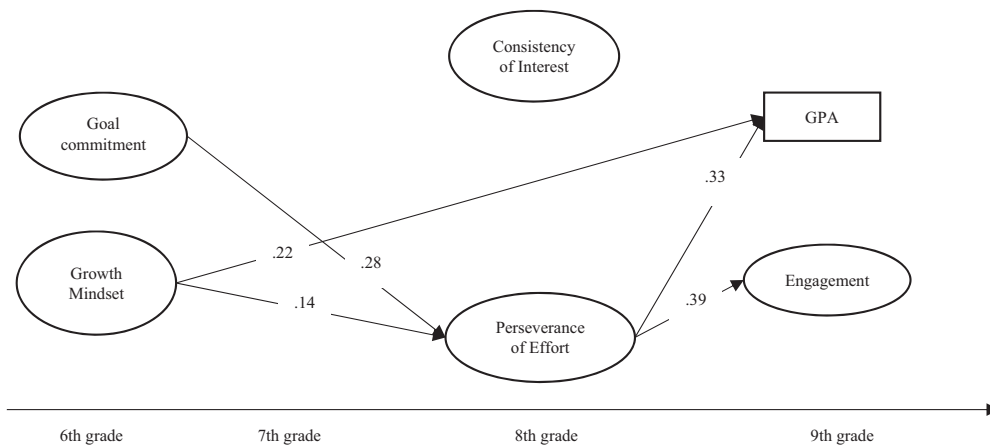 Consistency
of Interest
Goal
commitment
GPA
.33
.22
.28
Growth
Mindset
Engagement
.14
.39
Perseverance
of Effort
6th grade
7th grade
8th grade
9th grade